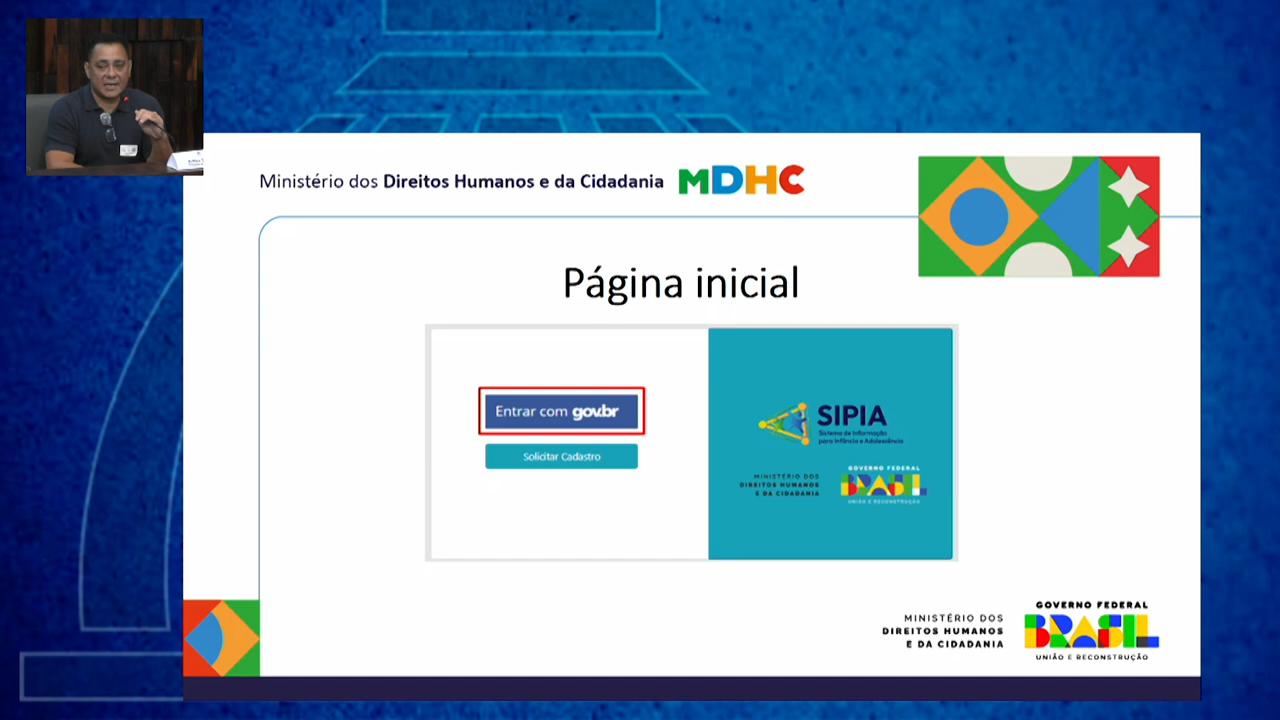 Ministério dos Direitos Humanos e da Cidadania MDHC
Página inicial
Entrar com gov.br
Solicitar Cadastro
SIPIA
Sistema de Informação
para Infância e Adolescência
MINISTÉRIO DOS
DIREITOS HUMANOS
E DA CIDADANIA
GOVERNO FEDERAL
BRASIL
UNIÃO E RECONSTRUÇÃO
MINISTÉRIO DOS
DIREITOS HUMANOS
E DA CIDADANIA
GOVERNO FEDERAL
BRASIL
UNIÃO E RECONSTRUÇÃO